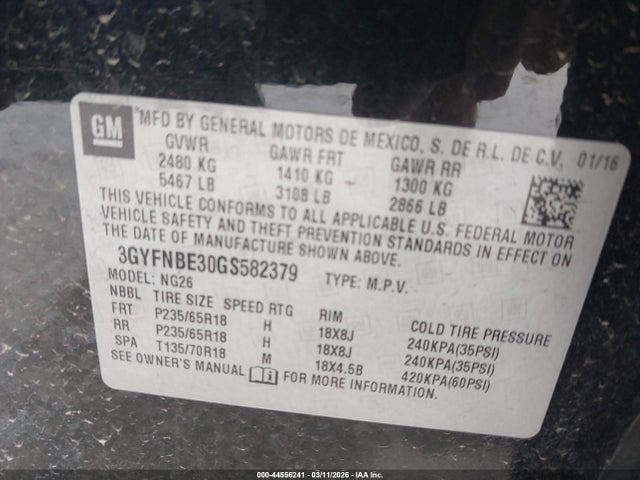 GM
MFD BY GENERAL MOTORS DE MEXICO, S. DE R.L. DE C.V. 01/16
GVWR GAWR FRT GAWR RR
2480 KG 1410 KG 1300 KG
5467 LB 3108 LB 2866 LB
THIS VEHICLE CONFORMS TO ALL APPLICABLE U.S. FEDERAL MOTOR
VEHICLE SAFETY AND THEFT PREVENTION STANDARDS IN EFFECT ON
THE DATE OF MANUFACTURE SHOWN ABOVE.
3GYFNBE30GS582379 TYPE: M.P.V.
MODEL: NG26
NBBL TIRE SIZE SPEED RTG RIM COLD TIRE PRESSURE
FRT P235/65R18 H 18X8J 240KPA(35PSI)
RR P235/65R18 H 18X8J 240KPA(35PSI)
SPA T135/70R18 M 18X4.5B 420KPA(60PSI)
SEE OWNER'S MANUAL FOR MORE INFORMATION.
000-44556241 - 03/11/2026 - IAA Inc.